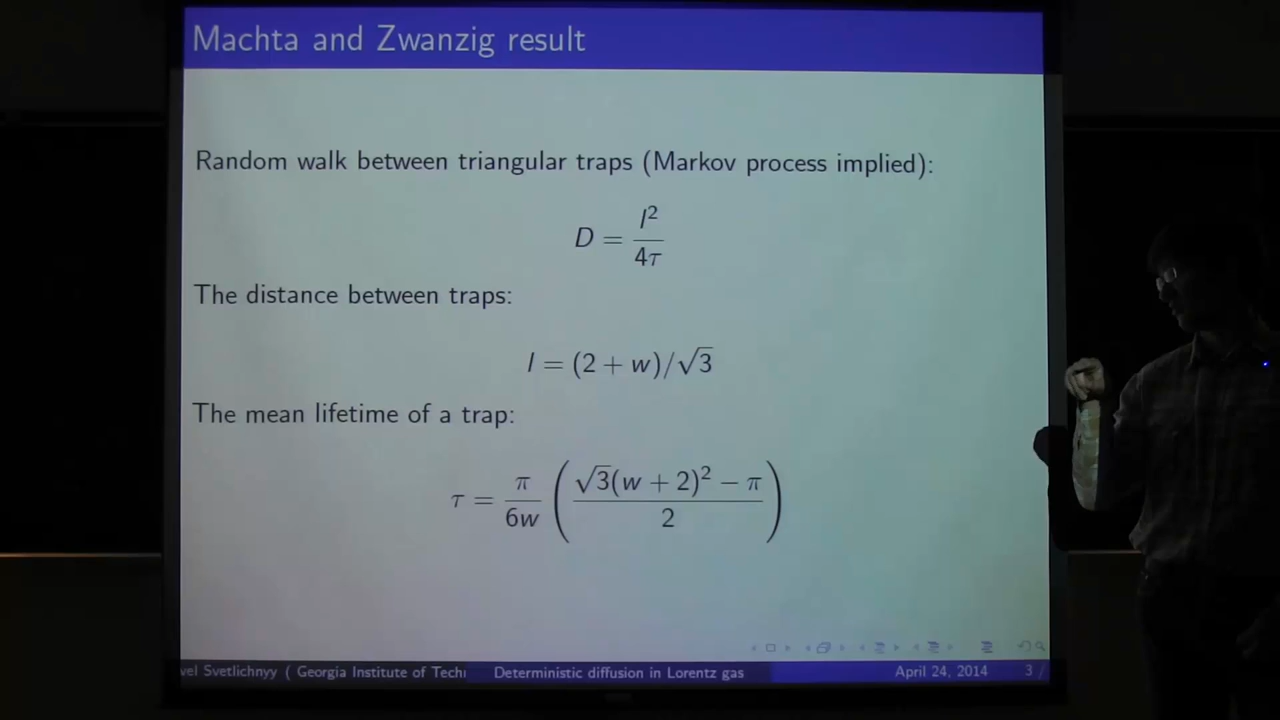 Machta and Zwanzig result
Random walk between triangular traps (Markov process implied):
D = l²/4τ
The distance between traps:
l = (2 + w)/√3
The mean lifetime of a trap:
τ = π/6w (√3(w + 2)² − π/2)
vel Svetlichnyy ( Georgia Institute of Techn Deterministic diffusion in Lorentz gas April 24, 2014 3 /